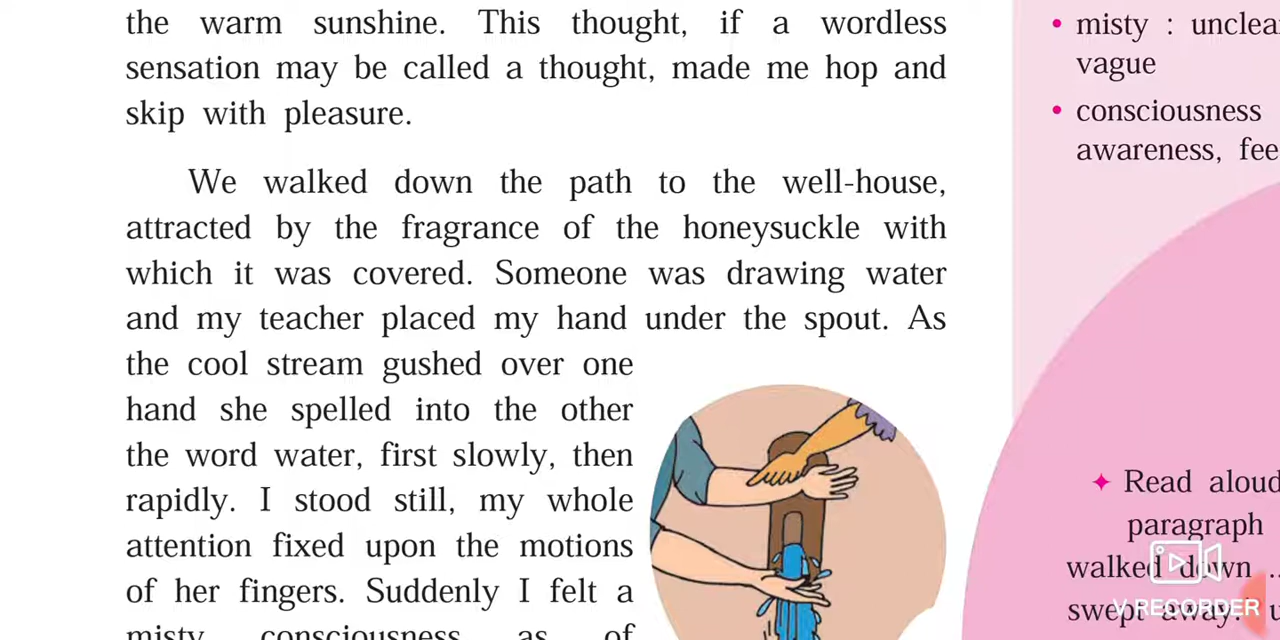 the warm sunshine. This thought, if a wordless
sensation may be called a thought, made me hop and
skip with pleasure.
We walked down the path to the well-house,
attracted by the fragrance of the honeysuckle with
which it was covered. Someone was drawing water
and my teacher placed my hand under the spout. As
the cool stream gushed over one
hand she spelled into the other
the word water, first slowly, then
rapidly. I stood still, my whole
attention fixed upon the motions
of her fingers. Suddenly I felt a
misty consciousness as of
• misty :
vague
• consciousness
awareness,
✦ Read aloud
paragraph
walked down ..
swept away.
V RECORDER